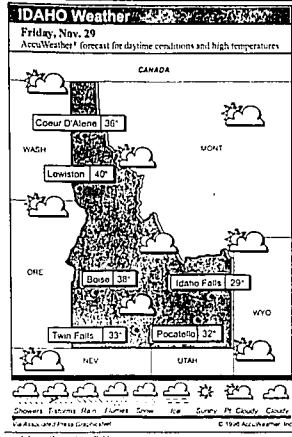 IDAHO Weather
Friday, Nov. 29
AccuWeather® forecast for daytime conditions and high temperatures
CANADA
Coeur D'Alene 36°
WASH
MONT
Lewiston 40°
ORE
Boise 38°
Idaho Falls 29°
WYO
Twin Falls 33°
Pocatello 32°
NEV
UTAH
Showers T-storms Rain Flurries Snow Ice Sunny Pt. Cloudy Cloudy
Via Associated Press GraphicsNet
© 1996 AccuWeather, Inc.